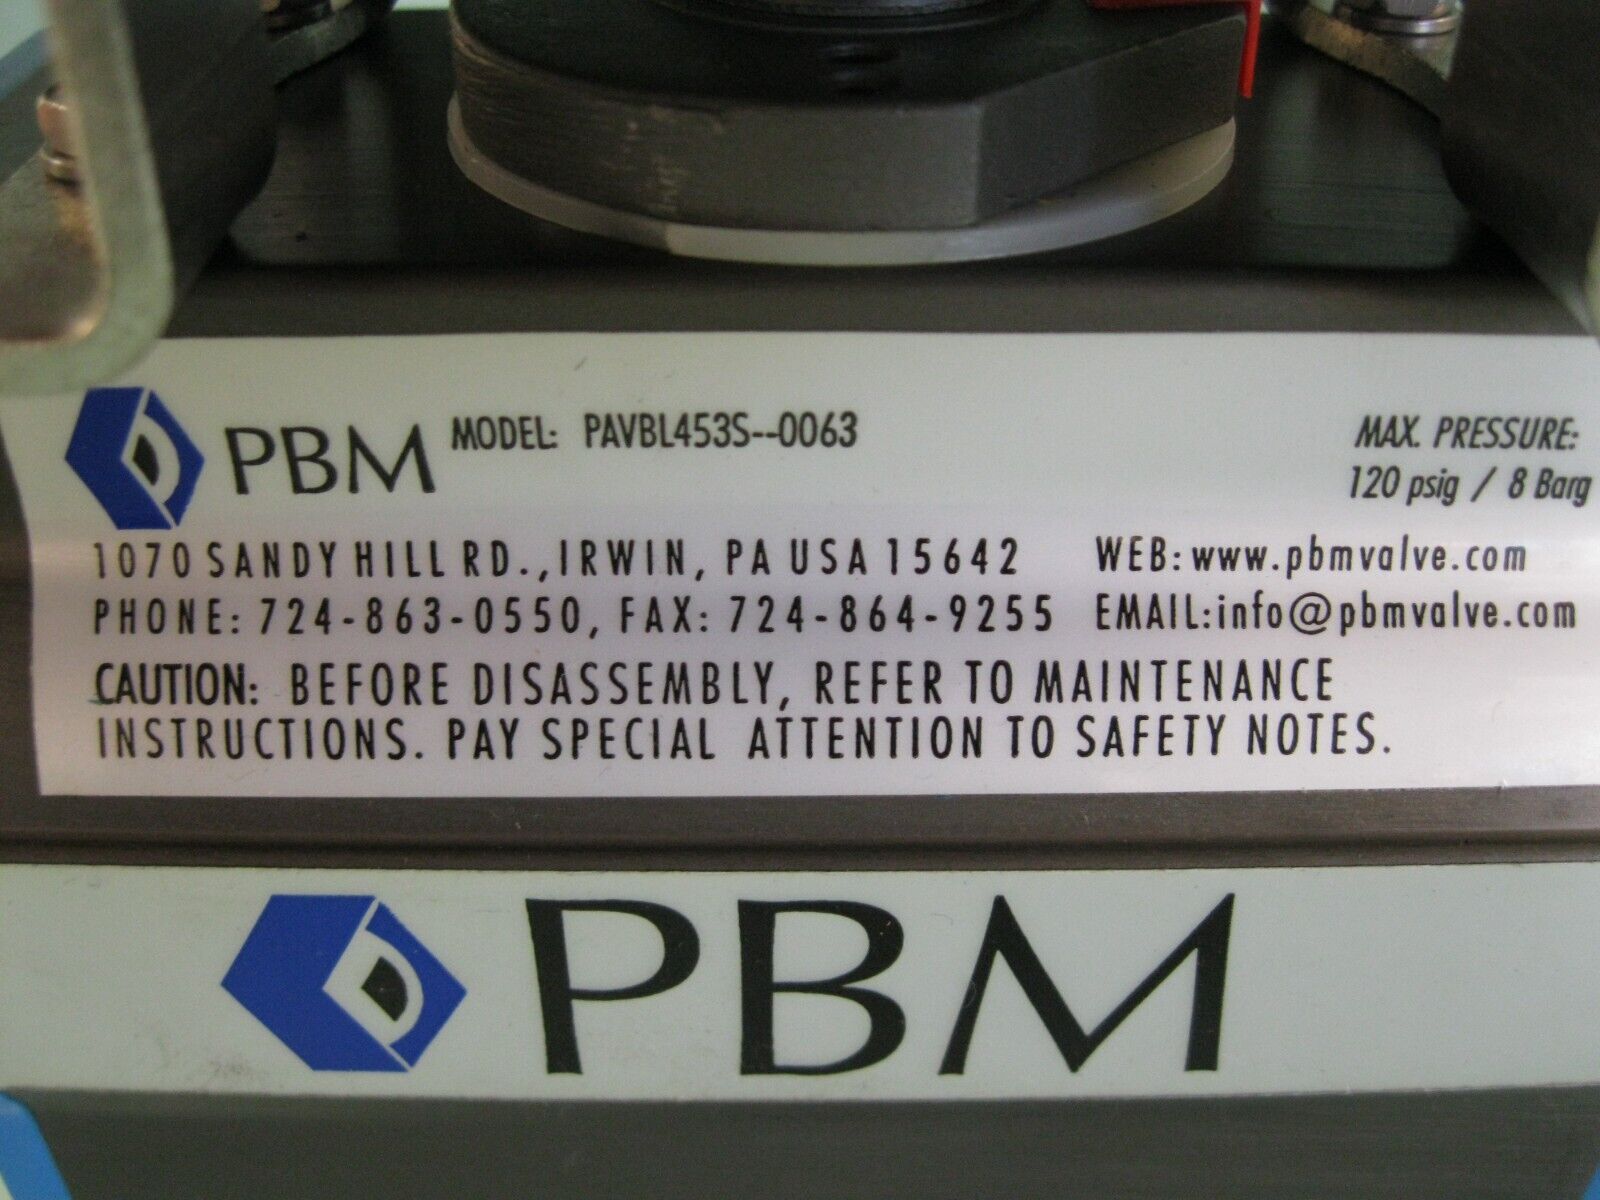 PBM MODEL: PAVBL453S--0063 MAX. PRESSURE:
120 psig / 8 Barg
1070 SANDY HILL RD., IRWIN, PA USA 15642 WEB: www.pbmvalve.com
PHONE: 724-863-0550, FAX: 724-864-9255 EMAIL:info@pbmvalve.com
CAUTION: BEFORE DISASSEMBLY, REFER TO MAINTENANCE
INSTRUCTIONS. PAY SPECIAL ATTENTION TO SAFETY NOTES.
PBM